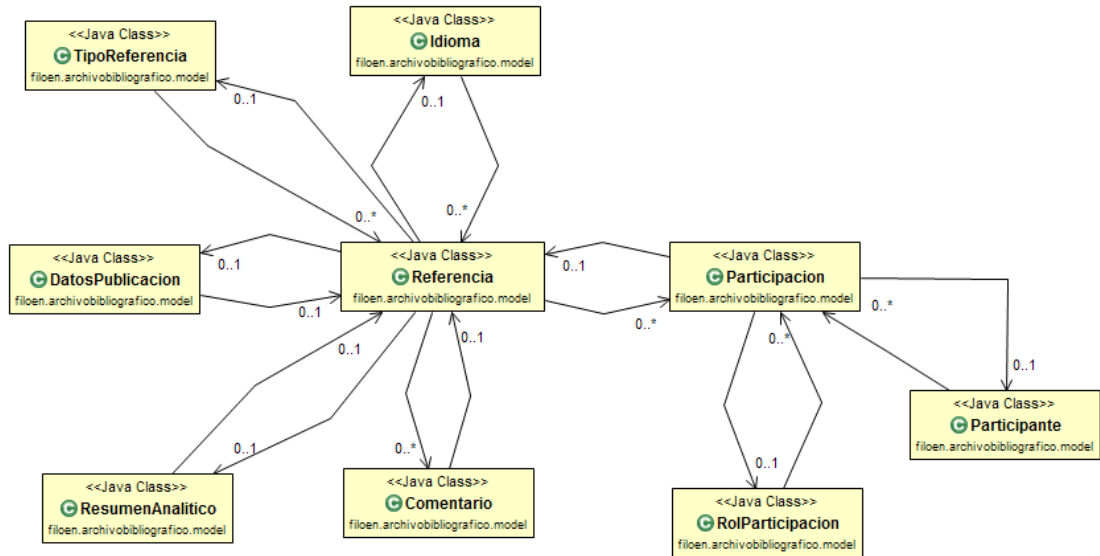 <<Java Class>>
TipoReferencia
filoen.archivobibliografico.model
<<Java Class>>
Idioma
filoen.archivobibliografico.model
0..1
0..1
0..*
0..*
<<Java Class>>
DatosPublicacion
filoen.archivobibliografico.model
0..1
0..1
<<Java Class>>
Referencia
filoen.archivobibliografico.model
0..1
0..*
<<Java Class>>
Participacion
filoen.archivobibliografico.model
0..*
0..1
0..1
0..1
0..*
0..1
0..*
0..1
0..1
<<Java Class>>
Participante
filoen.archivobibliografico.model
<<Java Class>>
ResumenAnalitico
filoen.archivobibliografico.model
<<Java Class>>
Comentario
filoen.archivobibliografico.model
<<Java Class>>
RolParticipacion
filoen.archivobibliografico.model